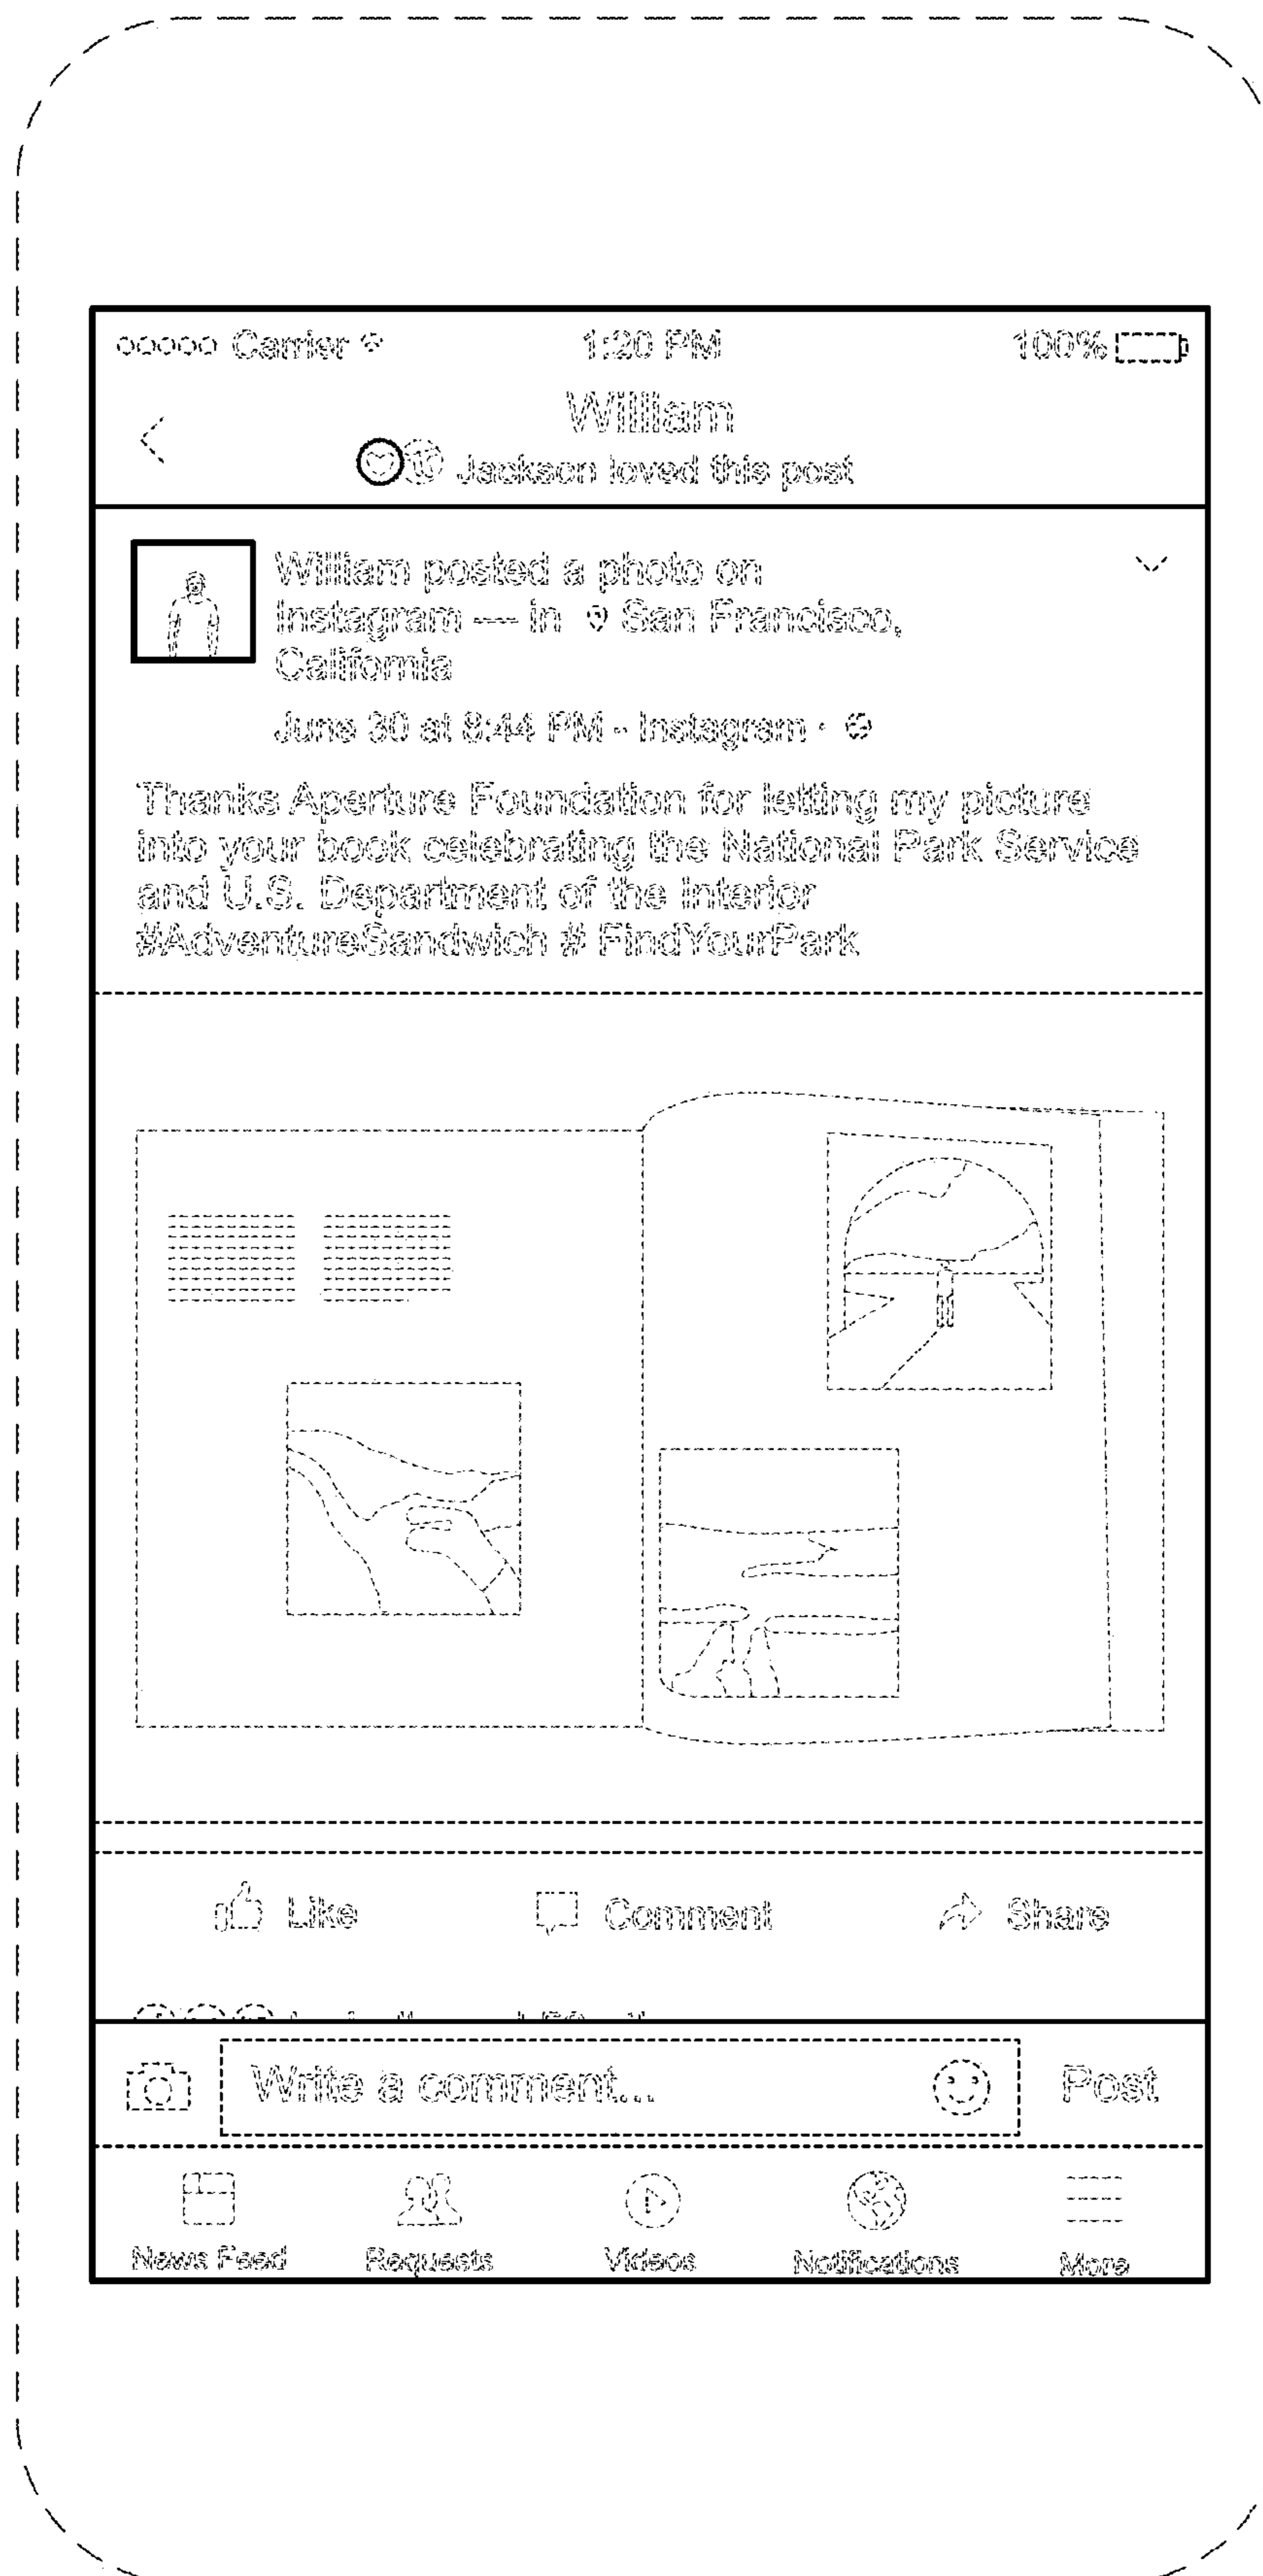 Carrier 1:20 PM 100%
William
Jackson loved this post
William posted a photo on
Instagram — in San Francisco,
California
June 30 at 8:44 PM - Instagram ·
Thanks Aperture Foundation for letting my picture
into your book celebrating the National Park Service
and U.S. Department of the Interior
#AdventureSandwich # FindYourPark
Like Comment Share
Write a comment... Post
News Feed Requests Videos Notifications More